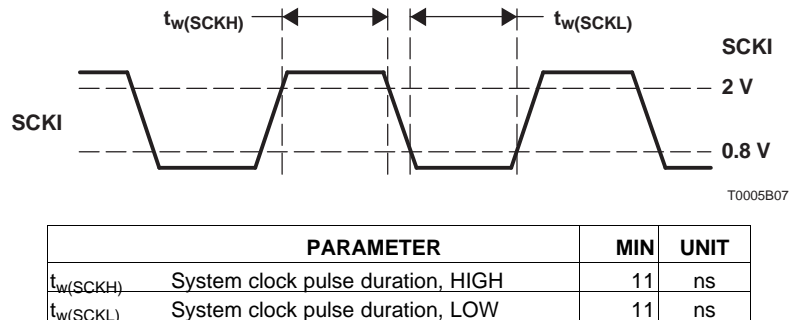 tw(SCKH)
tw(SCKL)
SCKI
2 V
SCKI
0.8 V
T0005B07
PARAMETER MIN UNIT
tw(SCKH) System clock pulse duration, HIGH 11 ns
tw(SCKL) System clock pulse duration, LOW 11 ns